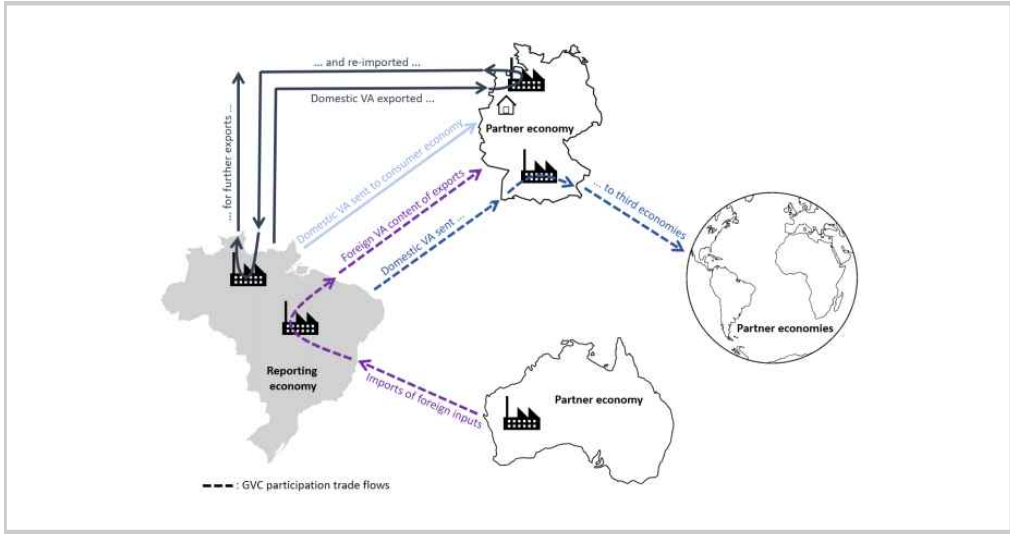 ... and re-imported ...
Domestic VA exported ...
... for further exports ...
Partner economy
Domestic VA sent to consumer economy
Foreign VA content of exports
Domestic VA sent ...
... to third economies
Partner economies
Reporting
economy
Imports of foreign inputs
Partner economy
: GVC participation trade flows